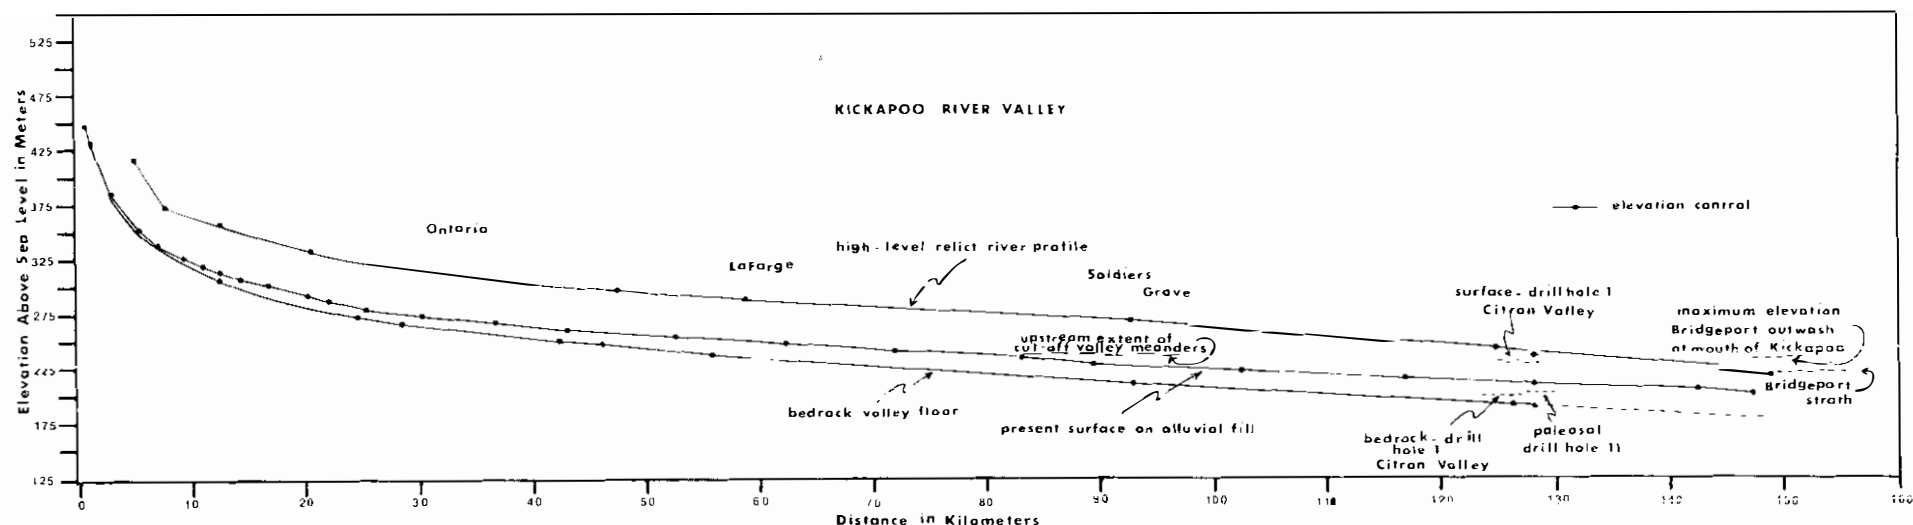 KICKAPOO RIVER VALLEY
Elevation Above Sea Level in Meters
525
475
425
375
325
275
225
175
125
elevation control
Ontario
high-level relict river profile
LaFarge
Soldiers
Grove
surface-drillhole 1
Citron Valley
maximum elevation
Bridgeport outwash
at mouth of Kickapoo
upstream extent of
cut-off valley meanders
Bridgeport
strath
bedrock valley floor
present surface on alluvial fill
bedrock-drill
hole 1
Citron Valley
paleosol
drill hole 11
0 10 20 30 40 50 60 70 80 90 100 110 120 130 140 150 160
Distance in Kilometers